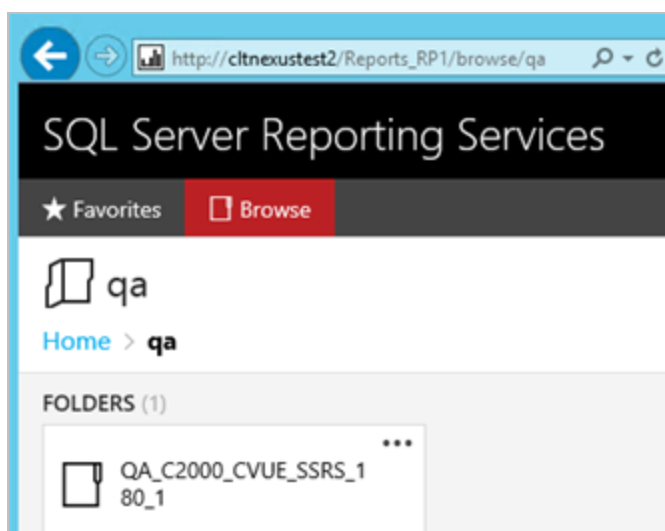 http://cltnexustest2/Reports_RP1/browse/qa
SQL Server Reporting Services
Favorites Browse
qa
Home > qa
FOLDERS (1)
QA_C2000_CVUE_SSRS_1
80_1